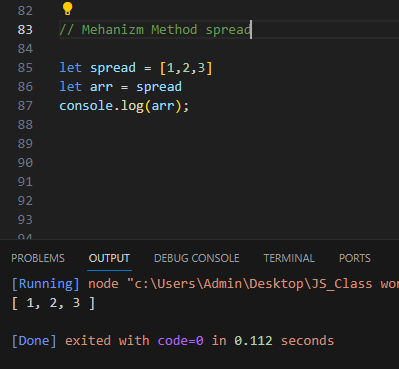 82
83 // Mehanizm Method spread
84
85 let spread = [1,2,3]
86 let arr = spread
87 console.log(arr);
88
89
90
91
92
93
94
PROBLEMS OUTPUT DEBUG CONSOLE TERMINAL PORTS
[Running] node "c:\Users\Admin\Desktop\JS_Class wor
[ 1, 2, 3 ]
[Done] exited with code=0 in 0.112 seconds